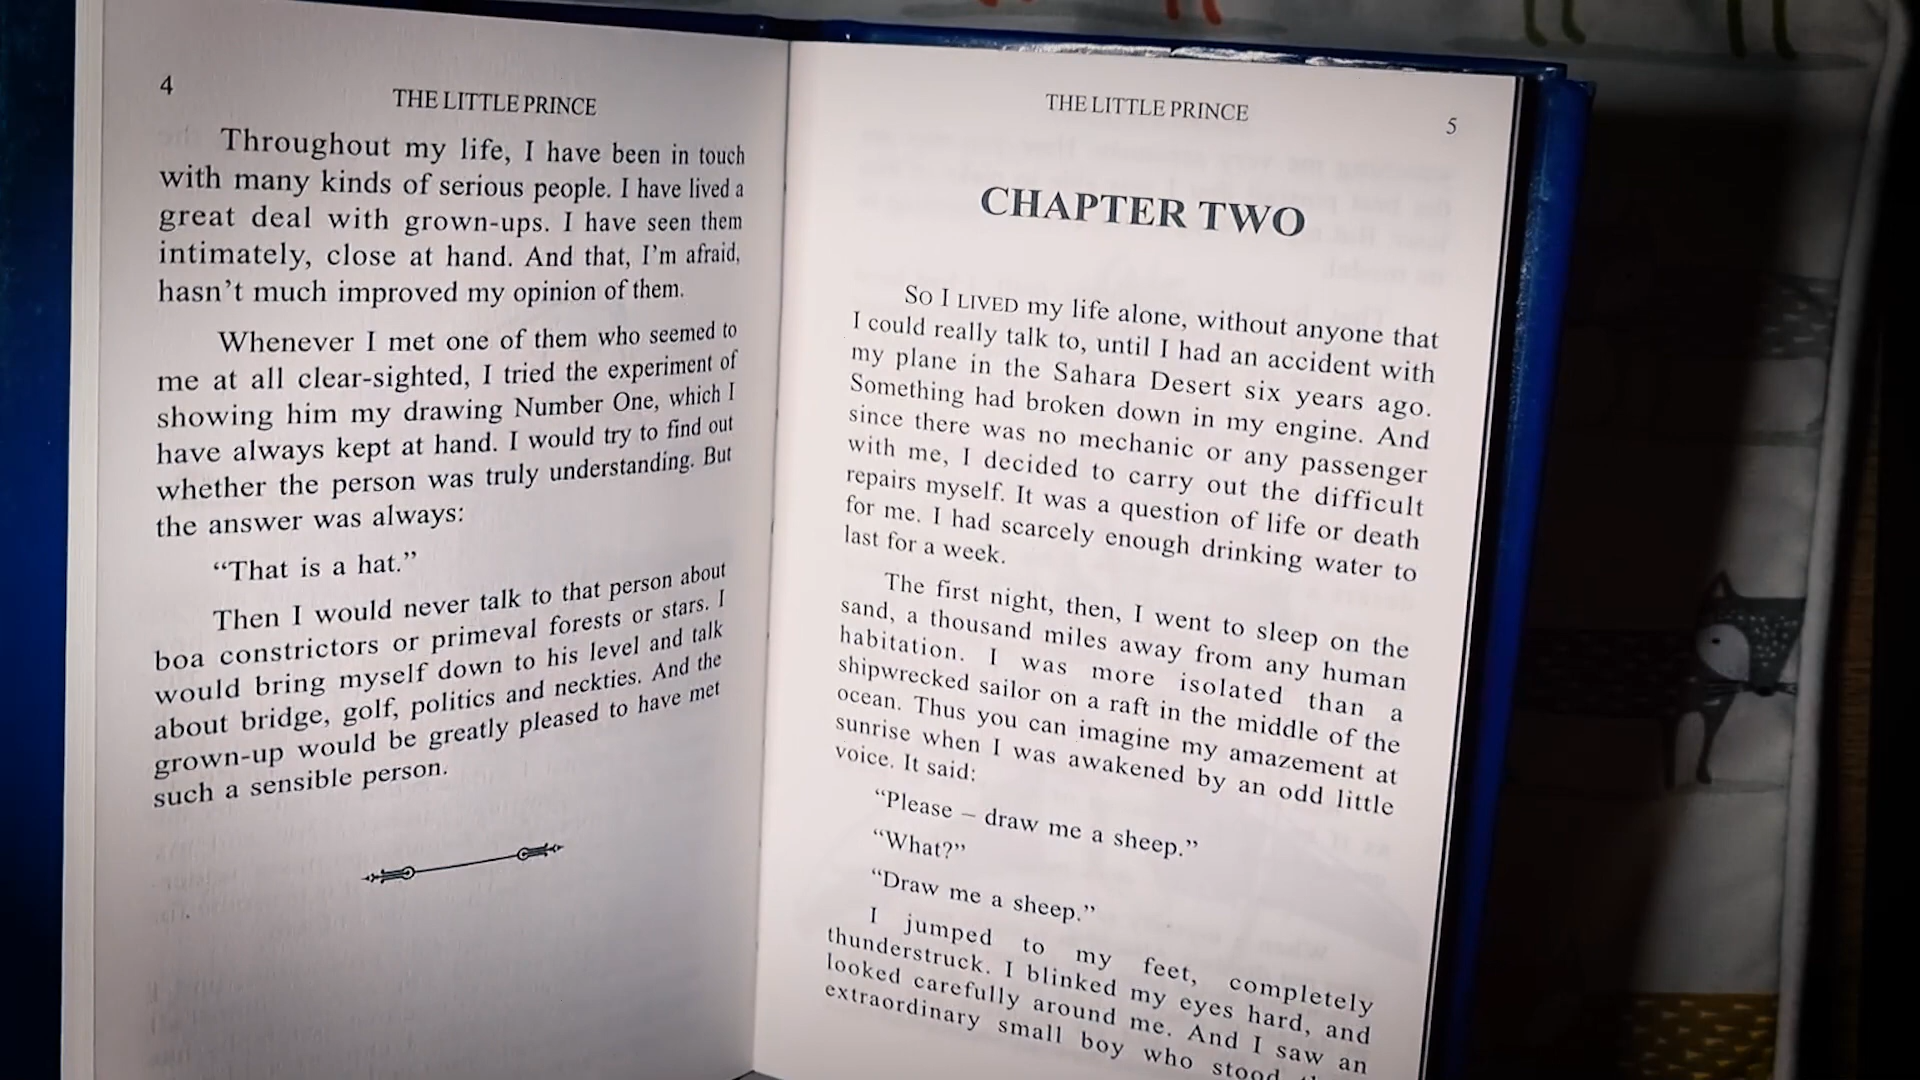 4
THE LITTLE PRINCE
Throughout my life, I have been in touch
with many kinds of serious people. I have lived a
great deal with grown-ups. I have seen them
intimately, close at hand. And that, I'm afraid,
hasn't much improved my opinion of them.
Whenever I met one of them who seemed to
me at all clear-sighted, I tried the experiment of
showing him my drawing Number One, which I
have always kept at hand. I would try to find out
whether the person was truly understanding. But
the answer was always:
“That is a hat.”
Then I would never talk to that person about
boa constrictors or primeval forests or stars. I
would bring myself down to his level and talk
about bridge, golf, politics and neckties. And the
grown-up would be greatly pleased to have met
such a sensible person.
THE LITTLE PRINCE
5
CHAPTER TWO
SO I LIVED my life alone, without anyone that
I could really talk to, until I had an accident with
my plane in the Sahara Desert six years ago.
Something had broken down in my engine. And
since there was no mechanic or any passenger
with me, I decided to carry out the difficult
repairs myself. It was a question of life or death
for me. I had scarcely enough drinking water to
last for a week.
The first night, then, I went to sleep on the
sand, a thousand miles away from any human
habitation. I was more isolated than a
shipwrecked sailor on a raft in the middle of the
ocean. Thus you can imagine my amazement at
sunrise when I was awakened by an odd little
voice. It said:
“Please – draw me a sheep.”
“What?”
“Draw me a sheep.”
I jumped to my feet, completely
thunderstruck. I blinked my eyes hard, and
looked carefully around me. And I saw an
extraordinary small boy who stood